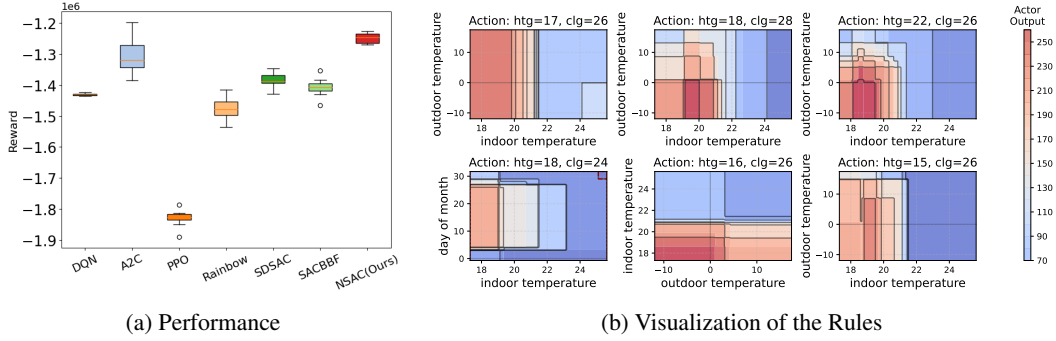 1e6
−1.2
−1.3
−1.4
−1.5
−1.6
−1.7
−1.8
−1.9
Reward
DQN
A2C
PPO
Rainbow
SDSAC
SACBBF
NSAC(Ours)
(a) Performance
Action: htg=17, clg=26
outdoor temperature
10
0
−10
18 20 22 24
indoor temperature
Action: htg=18, clg=28
outdoor temperature
10
0
−10
18 20 22 24
indoor temperature
Action: htg=22, clg=26
outdoor temperature
10
0
−10
18 20 22 24
indoor temperature
Action: htg=18, clg=24
day of month
30
20
10
0
18 20 22 24
indoor temperature
Action: htg=16, clg=26
indoor temperature
24
22
20
18
−10 0 10
outdoor temperature
Action: htg=15, clg=26
outdoor temperature
10
0
−10
18 20 22 24
indoor temperature
Actor
Output
250
230
210
190
170
150
130
110
90
70
(b) Visualization of the Rules